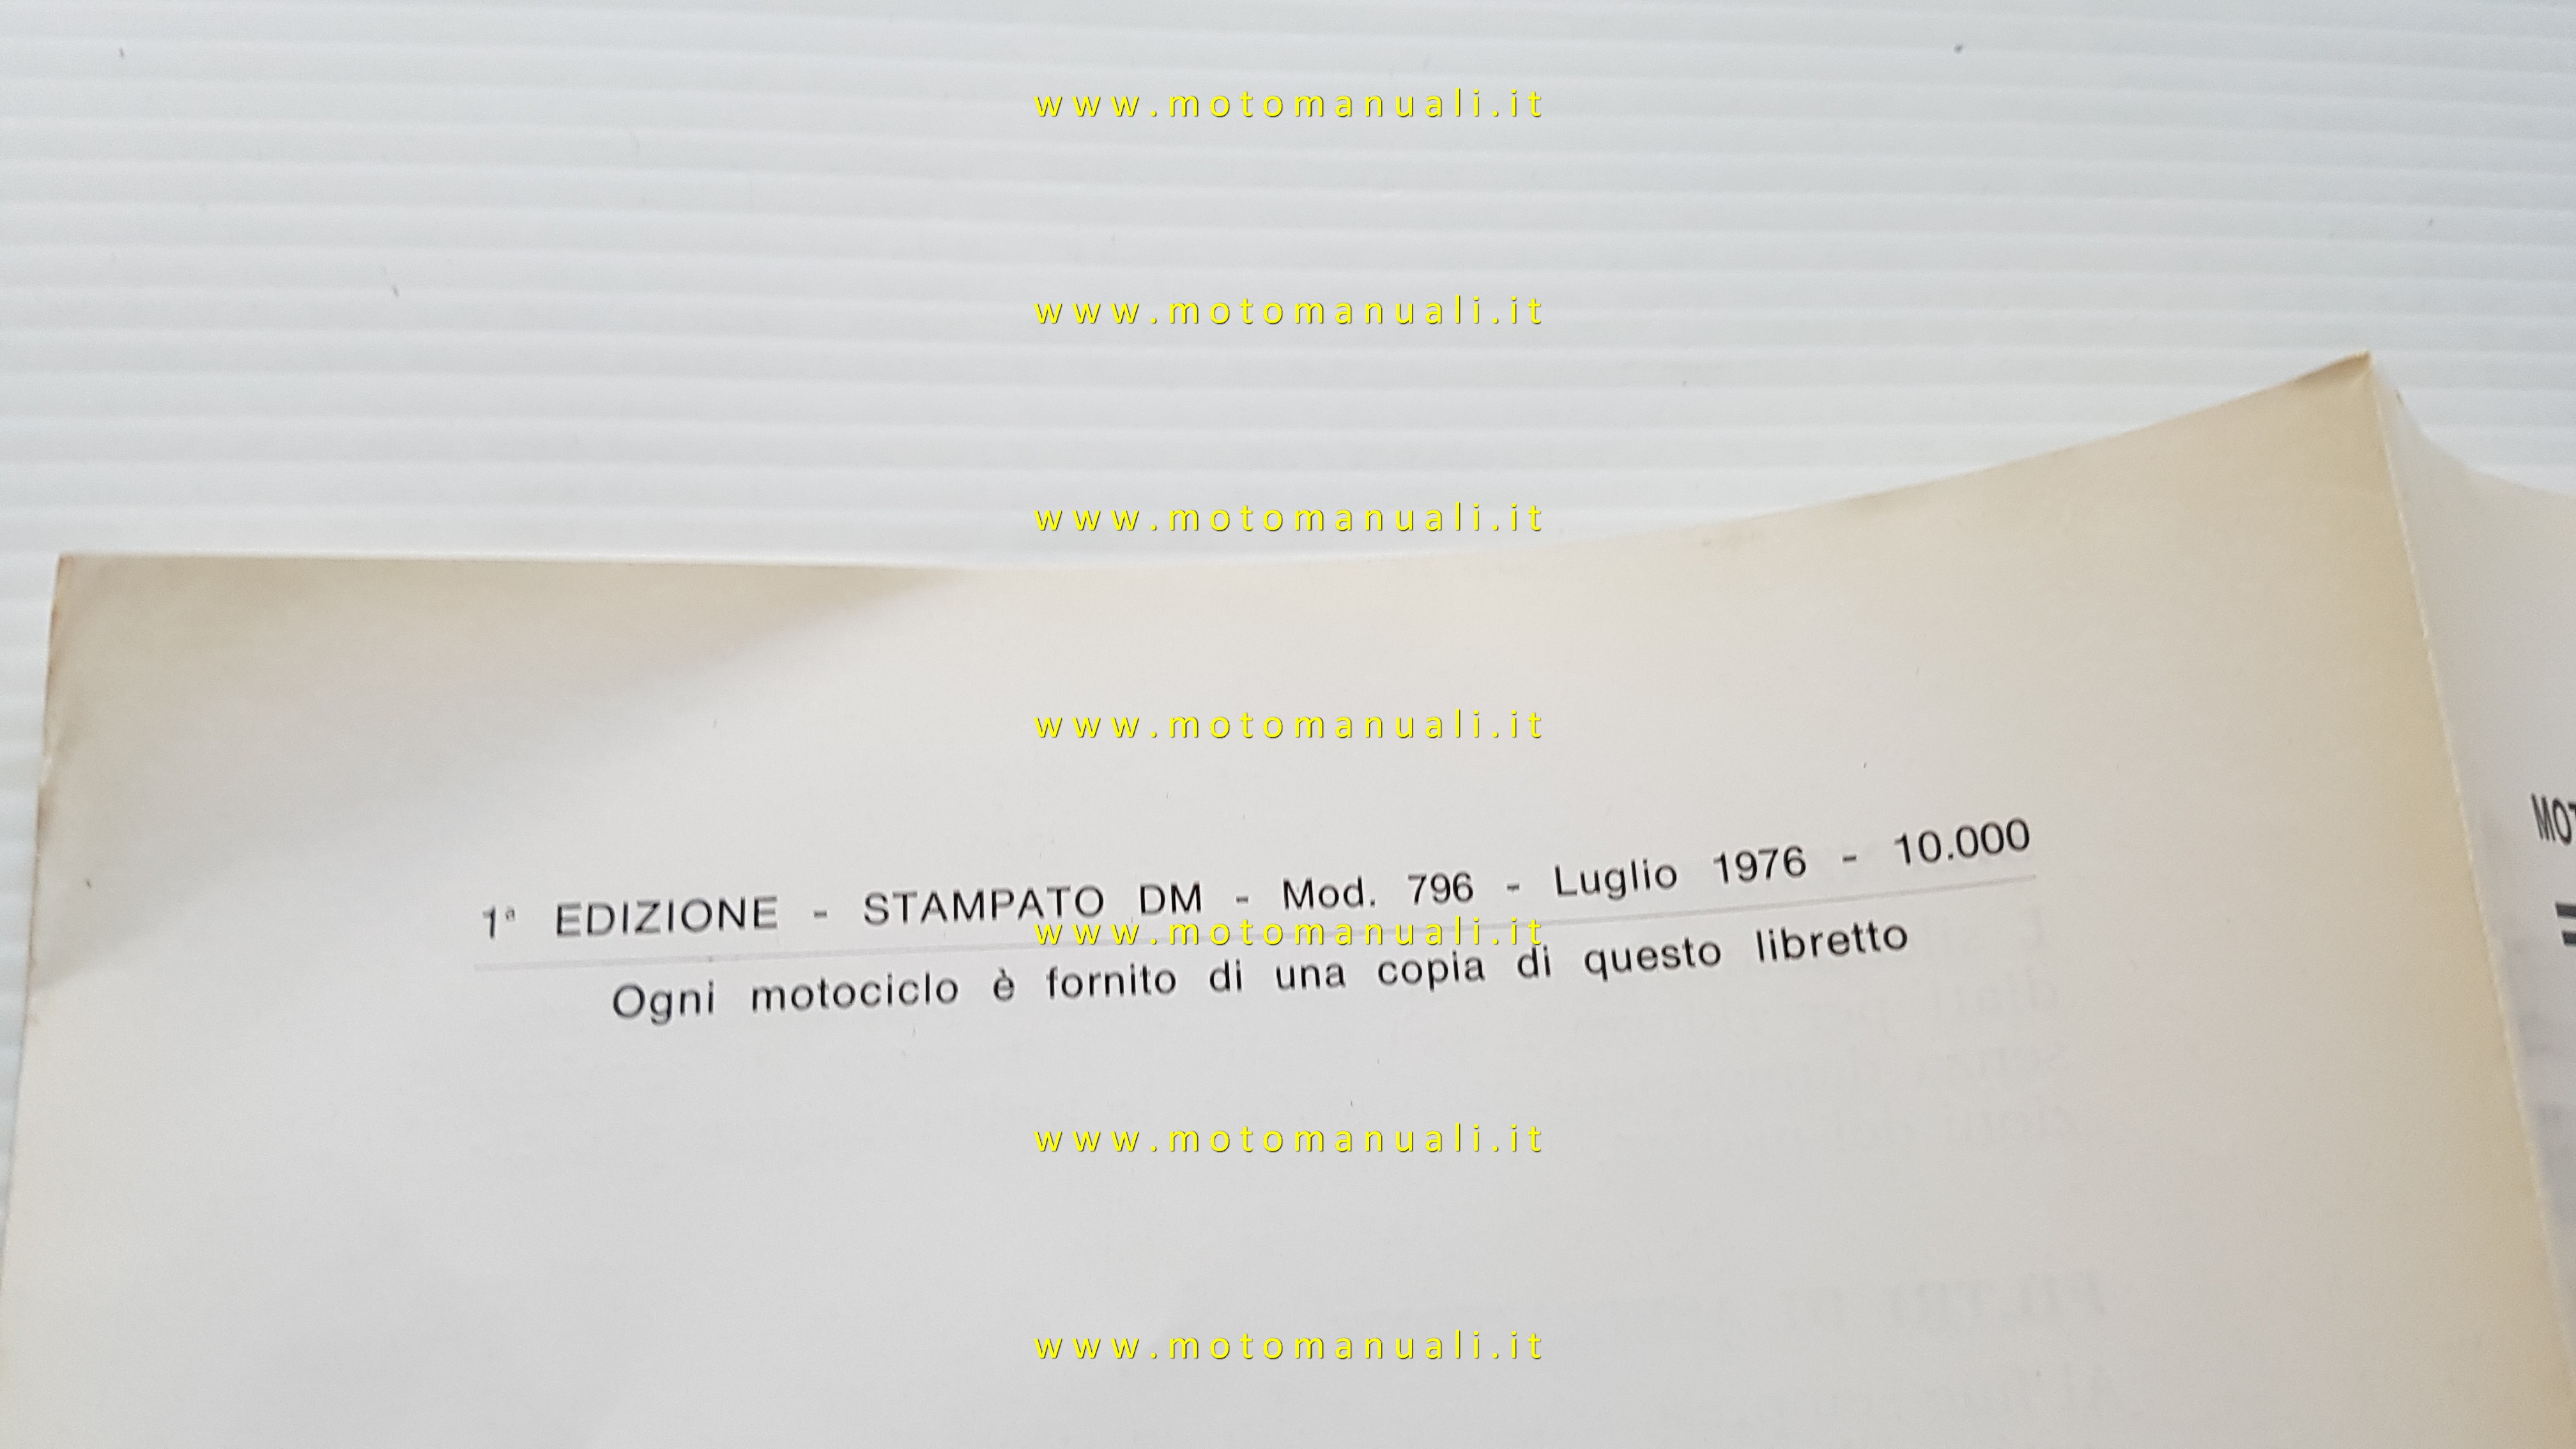 www.motomanuali.it
www.motomanuali.it
www.motomanuali.it
www.motomanuali.it
1ª EDIZIONE - STAMPATO DM - Mod. 796 - Luglio 1976 - 10.000
www.motomanuali.it
Ogni motociclo è fornito di una copia di questo libretto
www.motomanuali.it
www.motomanuali.it